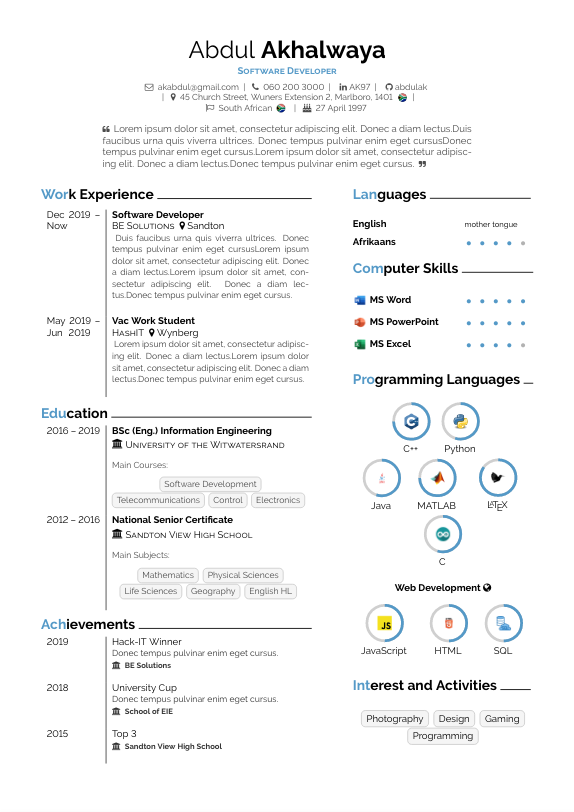 Abdul Akhalwaya
Software Developer
akabdul@gmail.com | 060 200 3000 | in AK97 | abdulak
| 45 Church Street, Wuners Extension 2, Marlboro, 1401 |
South African | 27 April 1997
❝ Lorem ipsum dolor sit amet, consectetur adipiscing elit. Donec a diam lectus.Duis
faucibus urna quis viverra ultrices. Donec tempus pulvinar enim eget cursusDonec
tempus pulvinar enim eget cursus.Lorem ipsum dolor sit amet, consectetur adipisc-
ing elit. Donec a diam lectus.Donec tempus pulvinar enim eget cursus. ❞
Work Experience
Dec 2019 –
Now
Software Developer
BE Solutions Sandton
Duis faucibus urna quis viverra ultrices. Donec
tempus pulvinar enim eget cursusLorem ipsum
dolor sit amet, consectetur adipiscing elit. Donec
a diam lectus.Lorem ipsum dolor sit amet, con-
sectetur adipiscing elit. Donec a diam lec-
tus.Donec tempus pulvinar enim eget cursus.
May 2019 –
Jun 2019
Vac Work Student
HashIT Wynberg
Lorem ipsum dolor sit amet, consectetur adipisc-
ing elit. Donec a diam lectus.Lorem ipsum dolor
sit amet, consectetur adipiscing elit. Donec a diam
lectus.Donec tempus pulvinar enim eget cursus.
Education
2016 – 2019
BSc (Eng.) Information Engineering
University of the Witwatersrand
Main Courses:
Software Development
Telecommunications Control Electronics
2012 – 2016
National Senior Certificate
Sandton View High School
Main Subjects:
Mathematics Physical Sciences
Life Sciences Geography English HL
Achievements
2019
Hack-IT Winner
Donec tempus pulvinar enim eget cursus.
BE Solutions
2018
University Cup
Donec tempus pulvinar enim eget cursus.
School of EIE
2015
Top 3
Sandton View High School
Languages
English mother tongue
Afrikaans
Computer Skills
MS Word
MS PowerPoint
MS Excel
Programming Languages
C++ Python
Java MATLAB LATEX
C
Web Development
JS
JavaScript HTML SQL
Interest and Activities
Photography Design Gaming
Programming